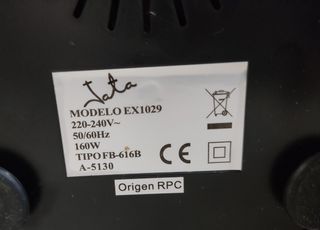 Jata
MODELO EX1029
220-240V~
50/60Hz
160W
TIPO FB-616B
A-5130
CE
Origen RPC